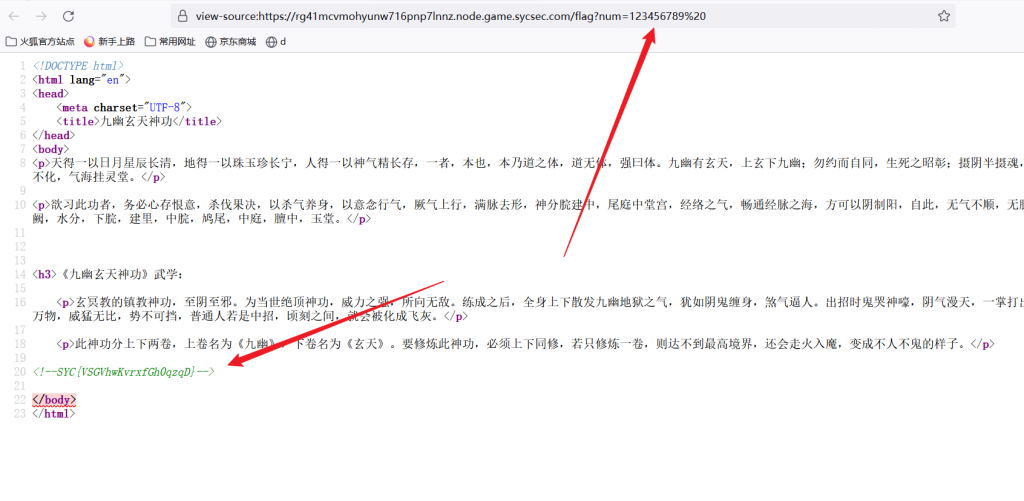 view-source:https://rg41mcvmohyunw716pnp7lnnz.node.game.sycsec.com/flag?num=123456789%20
火狐官方站点 新手上路 常用网址 京东商城 d
1 <!DOCTYPE html>
2 <html lang="en">
3 <head>
4 <meta charset="UTF-8">
5 <title>九幽玄天神功</title>
6 </head>
7 <body>
8 <p>天得一以日月星辰长清，地得一以珠玉珍长宁，人得一以神气精长存，一者，本也，本乃道之体，道无体，强曰体。九幽有玄天，上玄下九幽；勿约而自同，生死之昭彰；摄阴半摄魂，
不化，气海挂灵堂。</p>
9
10 <p>欲习此功者，务必心存恨意，杀伐果决，以杀气养身，以意念行气，厥气上行，满脉去形，神分脘建中，尾庭中堂宫，经络之气，畅通经脉之海，方可以阴制阳，自此，无气不顺，无脉
阙，水分，下脘，建里，中脘，鸠尾，中庭，膻中，玉堂。</p>
11
12
13
14 <h3>《九幽玄天神功》武学：
15
16 <p>玄冥教的镇教神功，至阴至邪。为当世绝顶神功，威力之强，所向无敌。练成之后，全身上下散发九幽地狱之气，犹如阴鬼缠身，煞气逼人。出招时鬼哭神嚎，阴气漫天，一掌打出
万物，威猛无比，势不可挡，普通人若是中招，顷刻之间，就会被化成飞灰。</p>
17
18 <p>此神功分上下两卷，上卷名为《九幽》，下卷名为《玄天》。要修炼此神功，必须上下同修，若只修炼一卷，则达不到最高境界，还会走火入魔，变成不人不鬼的样子。</p>
19
20 <!--SYC{VSGVhwKvrxfGhOqzqD}-->
21
22 </body>
23 </html>